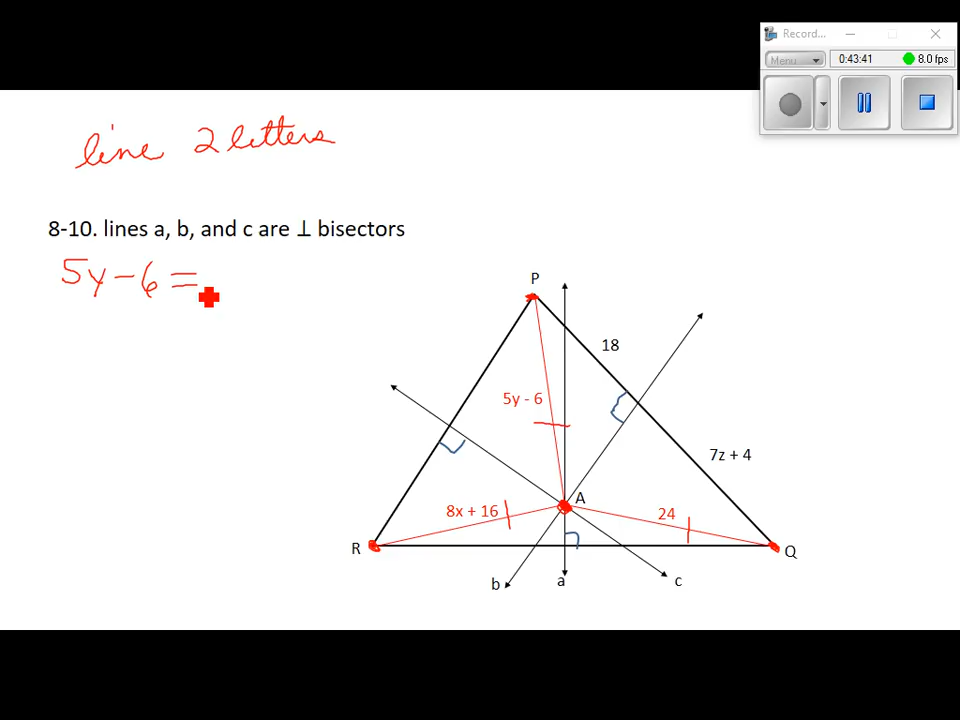 Record...
Menu
0:43:41
8.0 fps
line 2 letters
8-10. lines a, b, and c are ⊥ bisectors
5y-6=
P
18
5y - 6
7z + 4
A
8x + 16
24
R
Q
b
a
c